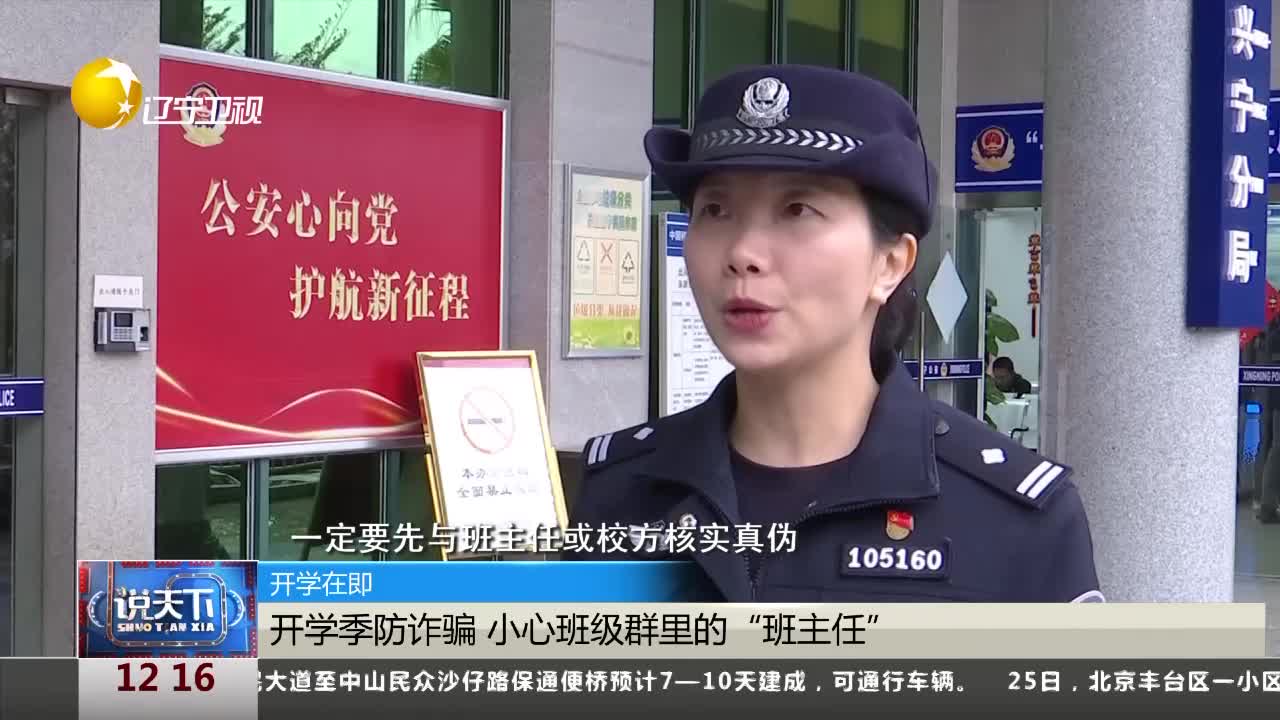 辽宁卫视
公安心向党
护航新征程
兴宁分局
LICE
105160
一定要先与班主任或校方核实真伪
开学在即
说天下
SHUO TIAN XIA
开学季防诈骗 小心班级群里的“班主任”
12 16
大道至中山民众沙仔路保通便桥预计7—10天建成，可通行车辆。 25日，北京丰台区一小区